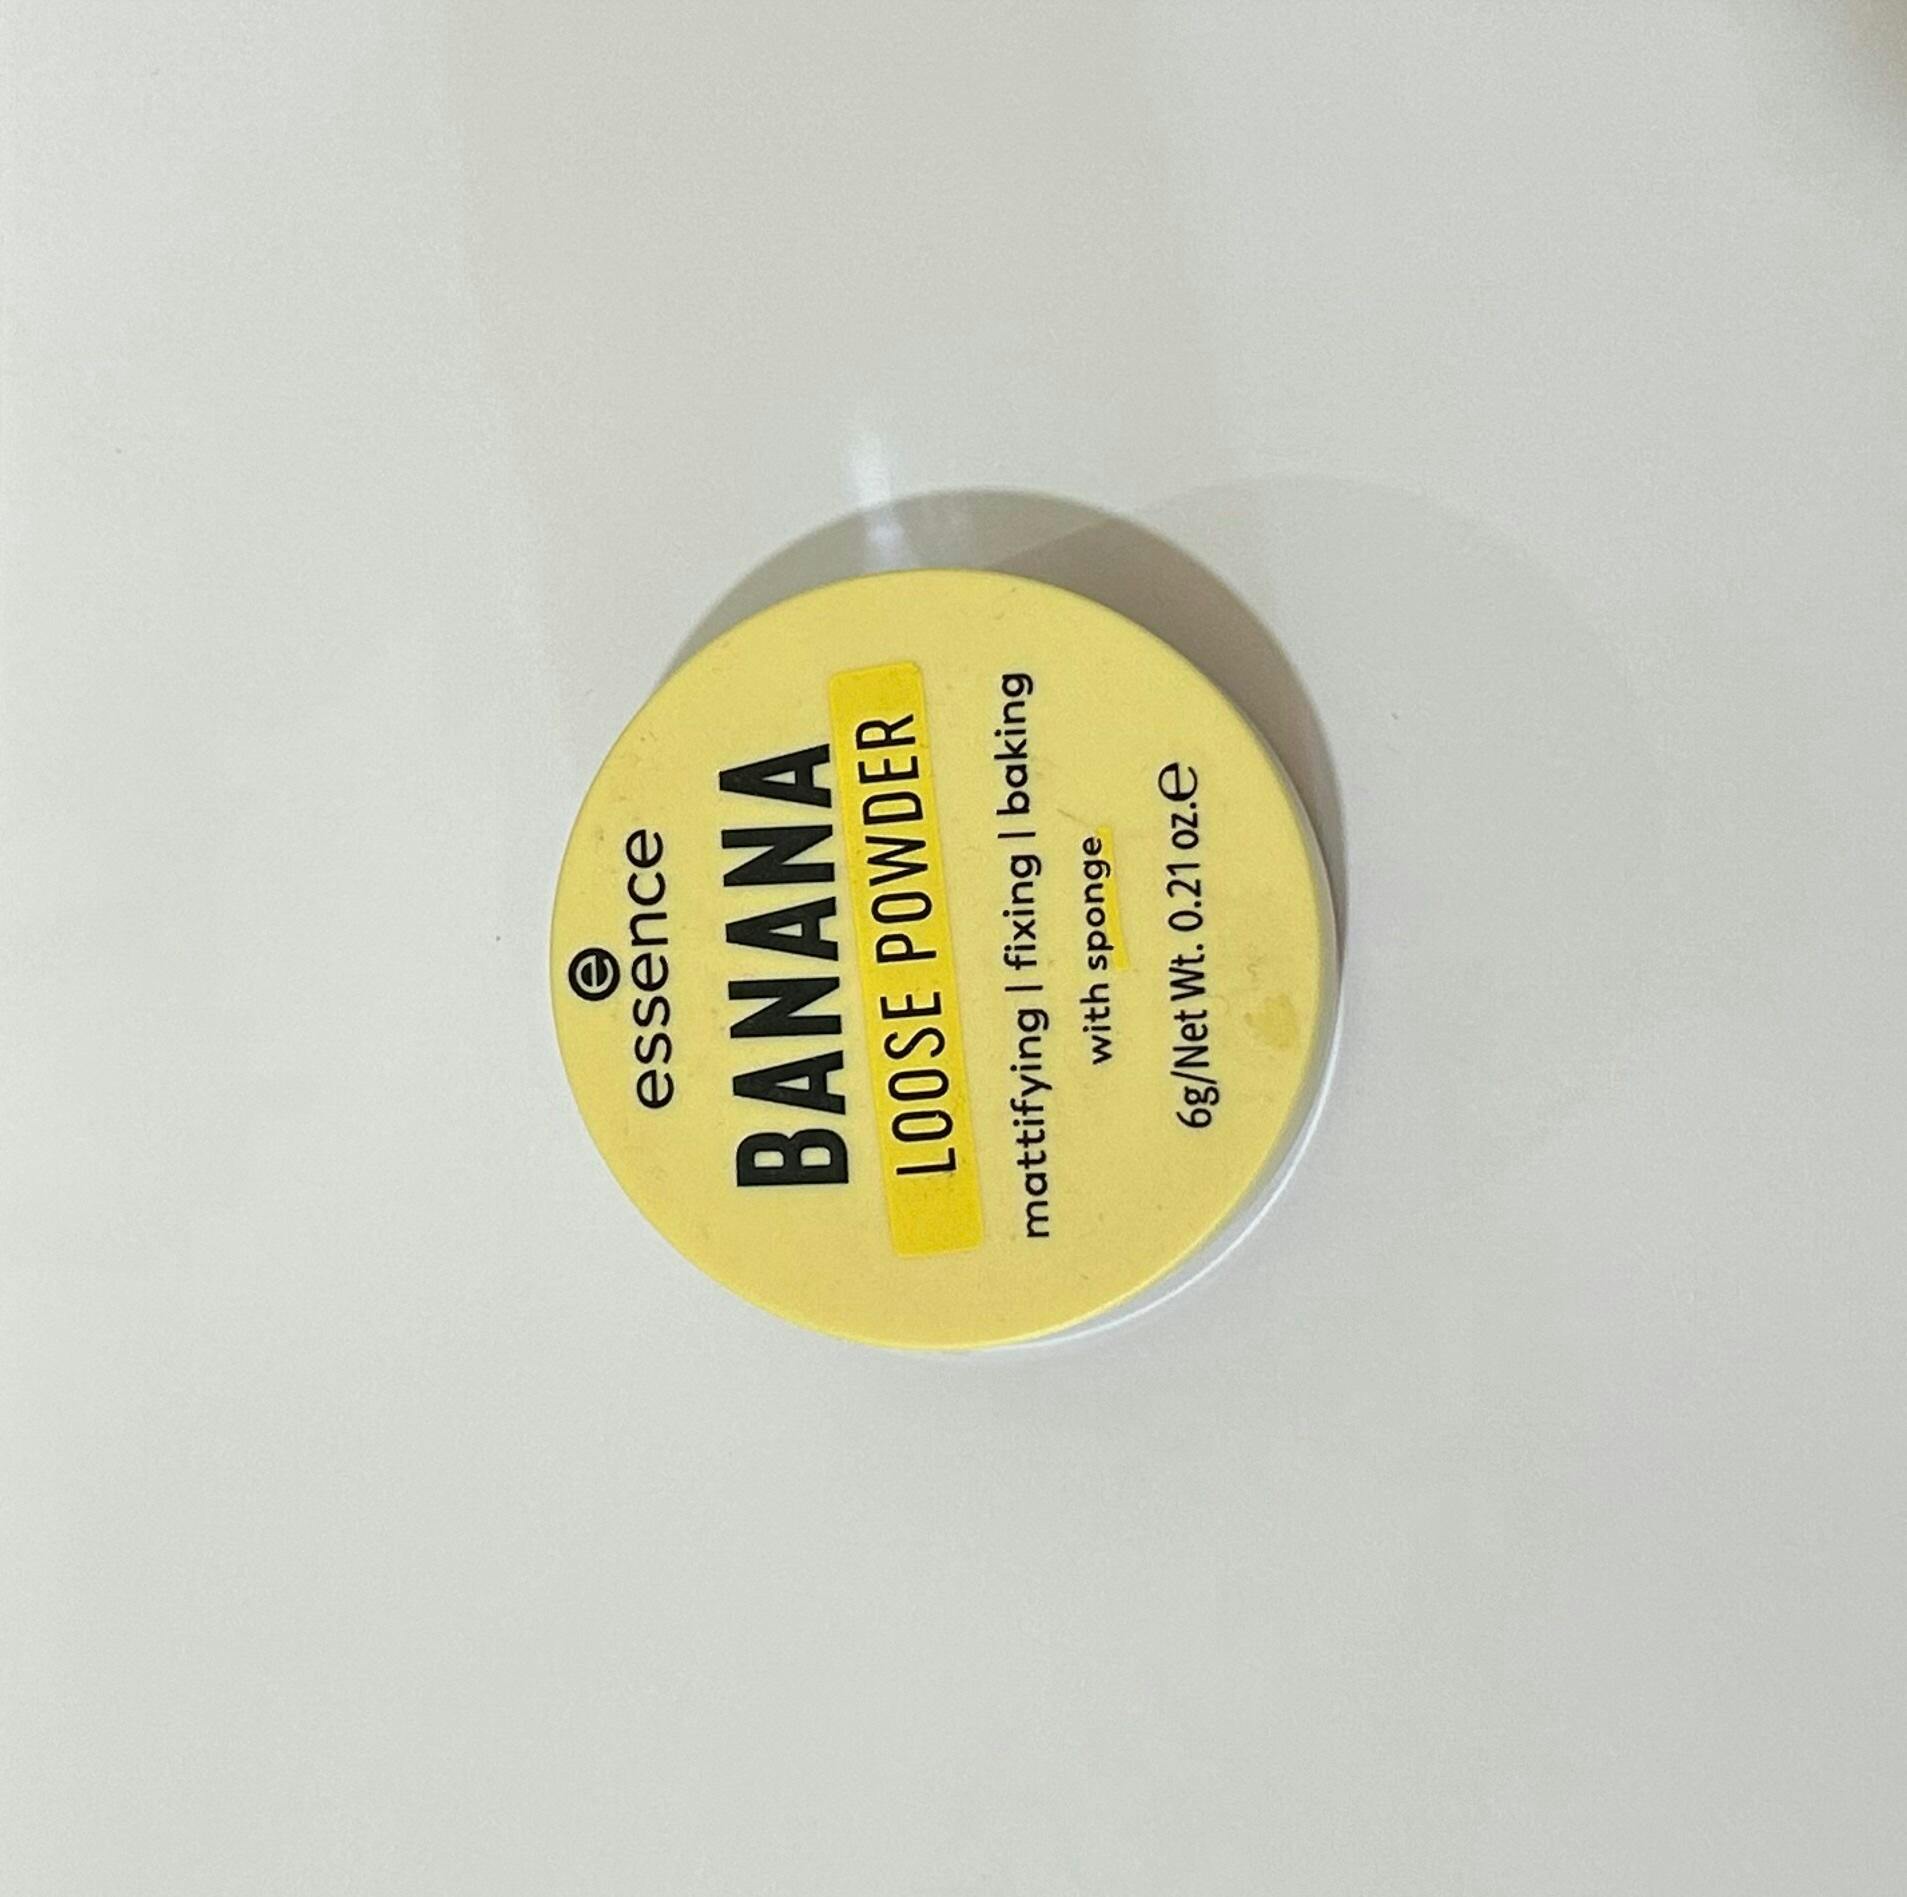 e
essence
BANANA
LOOSE POWDER
mattifying | fixing | baking
with sponge
6g/Net Wt. 0.21 oz.℮